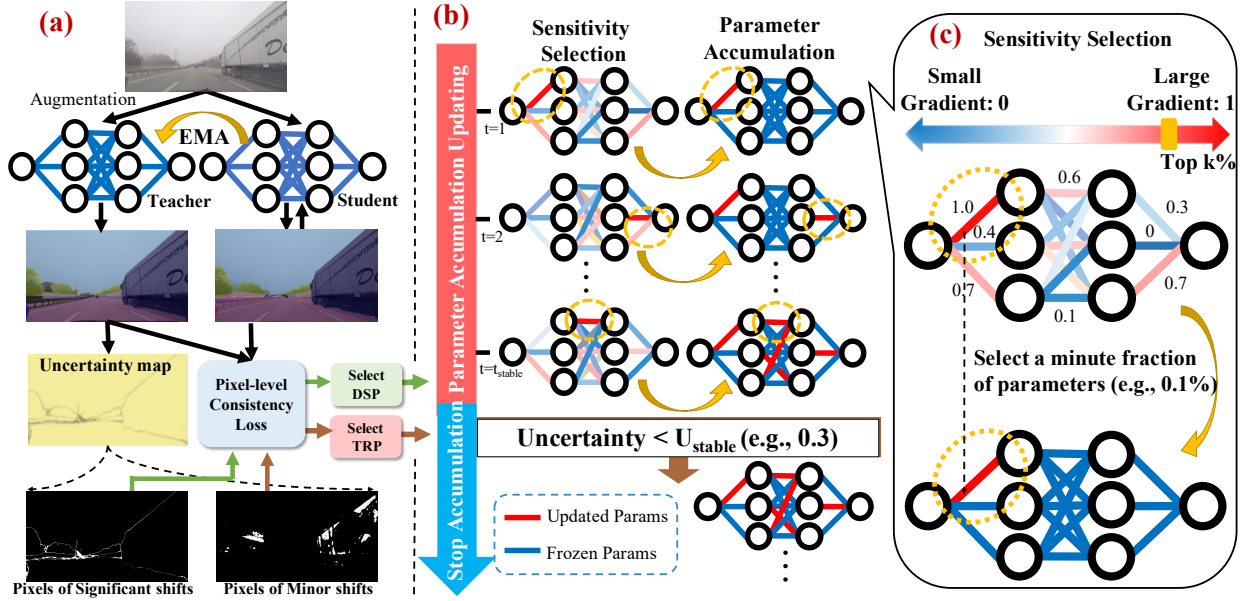 (a)
Augmentation
EMA
Teacher
Student
Uncertainty map
Pixel-level
Consistency
Loss
Select
DSP
Select
TRP
Pixels of Significant shifts
Pixels of Minor shifts
(b)
Sensitivity
Selection
Parameter
Accumulation
Parameter Accumulation Updating
Stop Accumulation
t=1
t=2
t=t_stable
Uncertainty < U_stable (e.g., 0.3)
Updated Params
Frozen Params
(c)
Sensitivity Selection
Small
Gradient: 0
Large
Gradient: 1
Top k%
0.6
1.0
0.4
0.3
0
0.7
0.7
0.1
Select a minute fraction
of parameters (e.g., 0.1%)